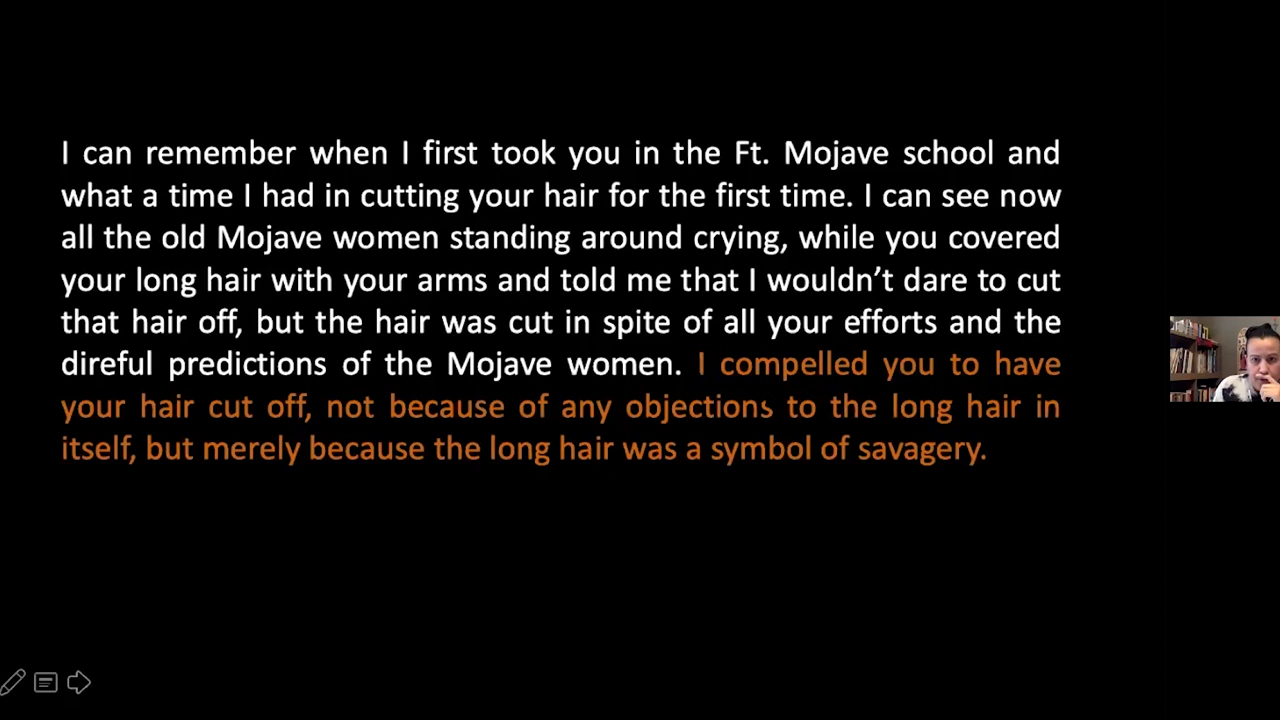 I can remember when I first took you in the Ft. Mojave school and
what a time I had in cutting your hair for the first time. I can see now
all the old Mojave women standing around crying, while you covered
your long hair with your arms and told me that I wouldn’t dare to cut
that hair off, but the hair was cut in spite of all your efforts and the
direful predictions of the Mojave women. I compelled you to have
your hair cut off, not because of any objections to the long hair in
itself, but merely because the long hair was a symbol of savagery.